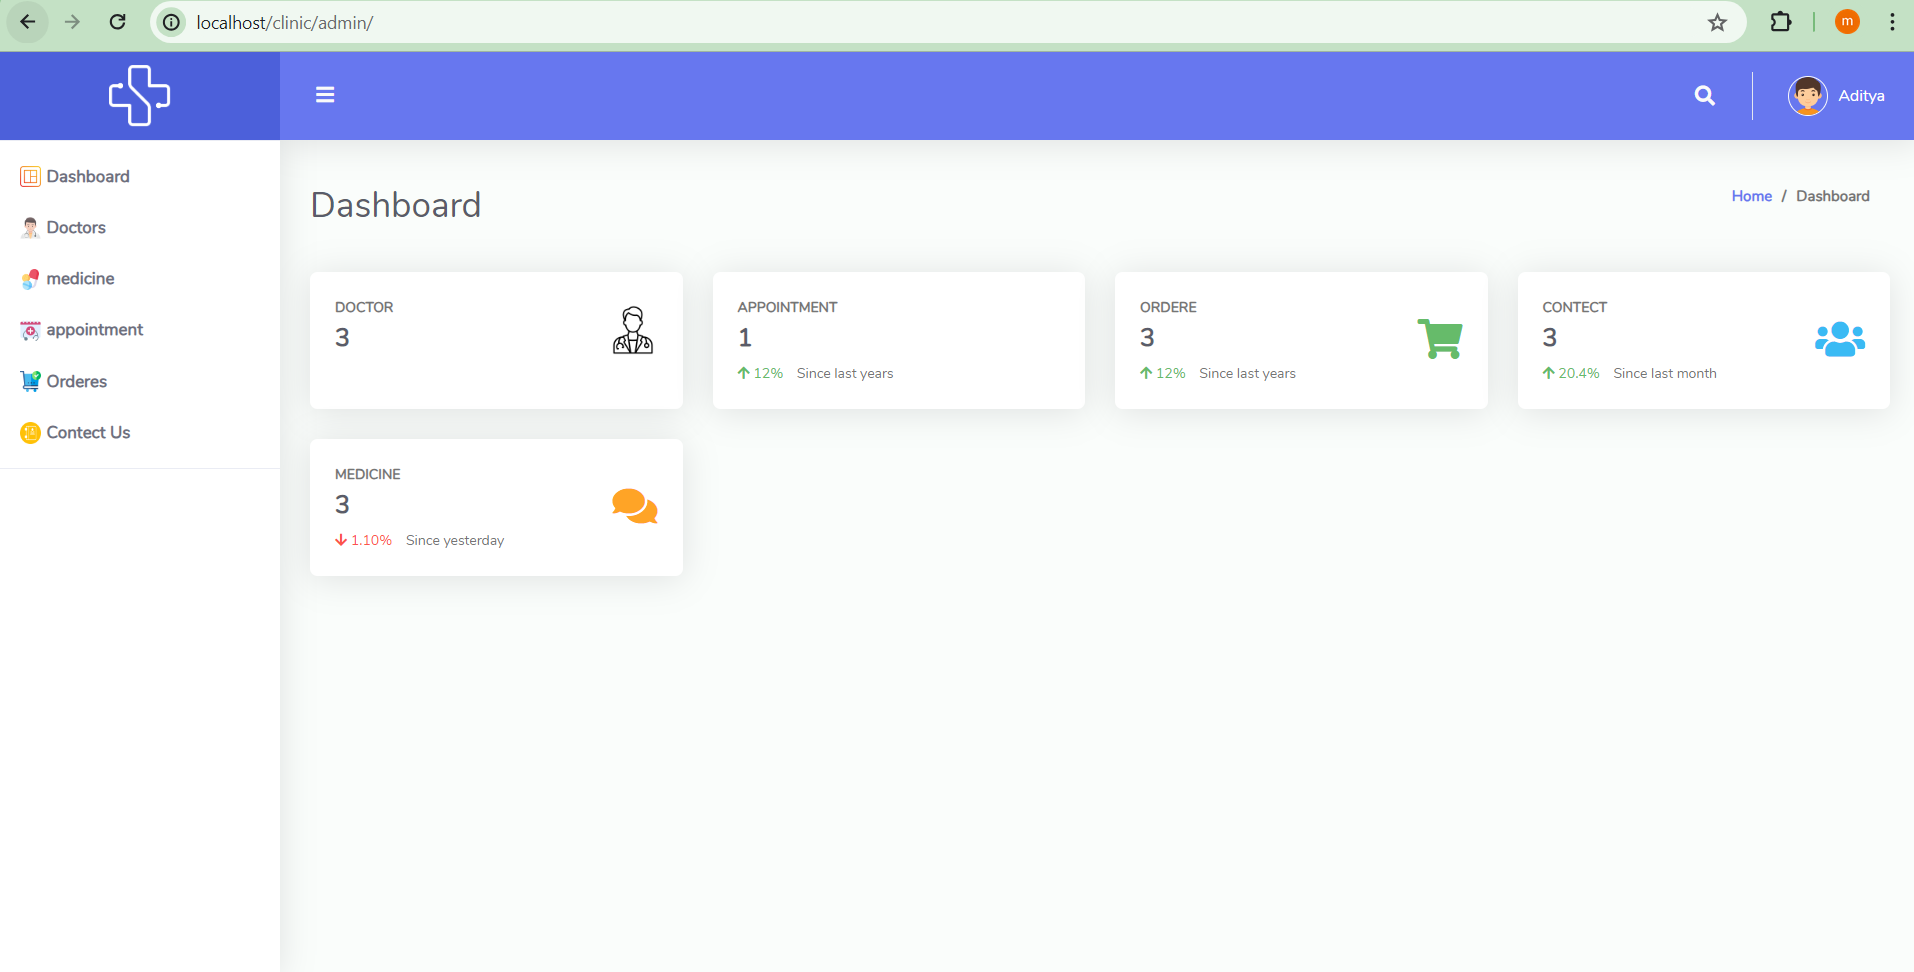 localhost/clinic/admin/
m
Aditya
Dashboard
Doctors
medicine
appointment
Orderes
Contect Us
Dashboard
Home / Dashboard
DOCTOR
3
APPOINTMENT
1
12% Since last years
ORDERE
3
12% Since last years
CONTECT
3
20.4% Since last month
MEDICINE
3
1.10% Since yesterday